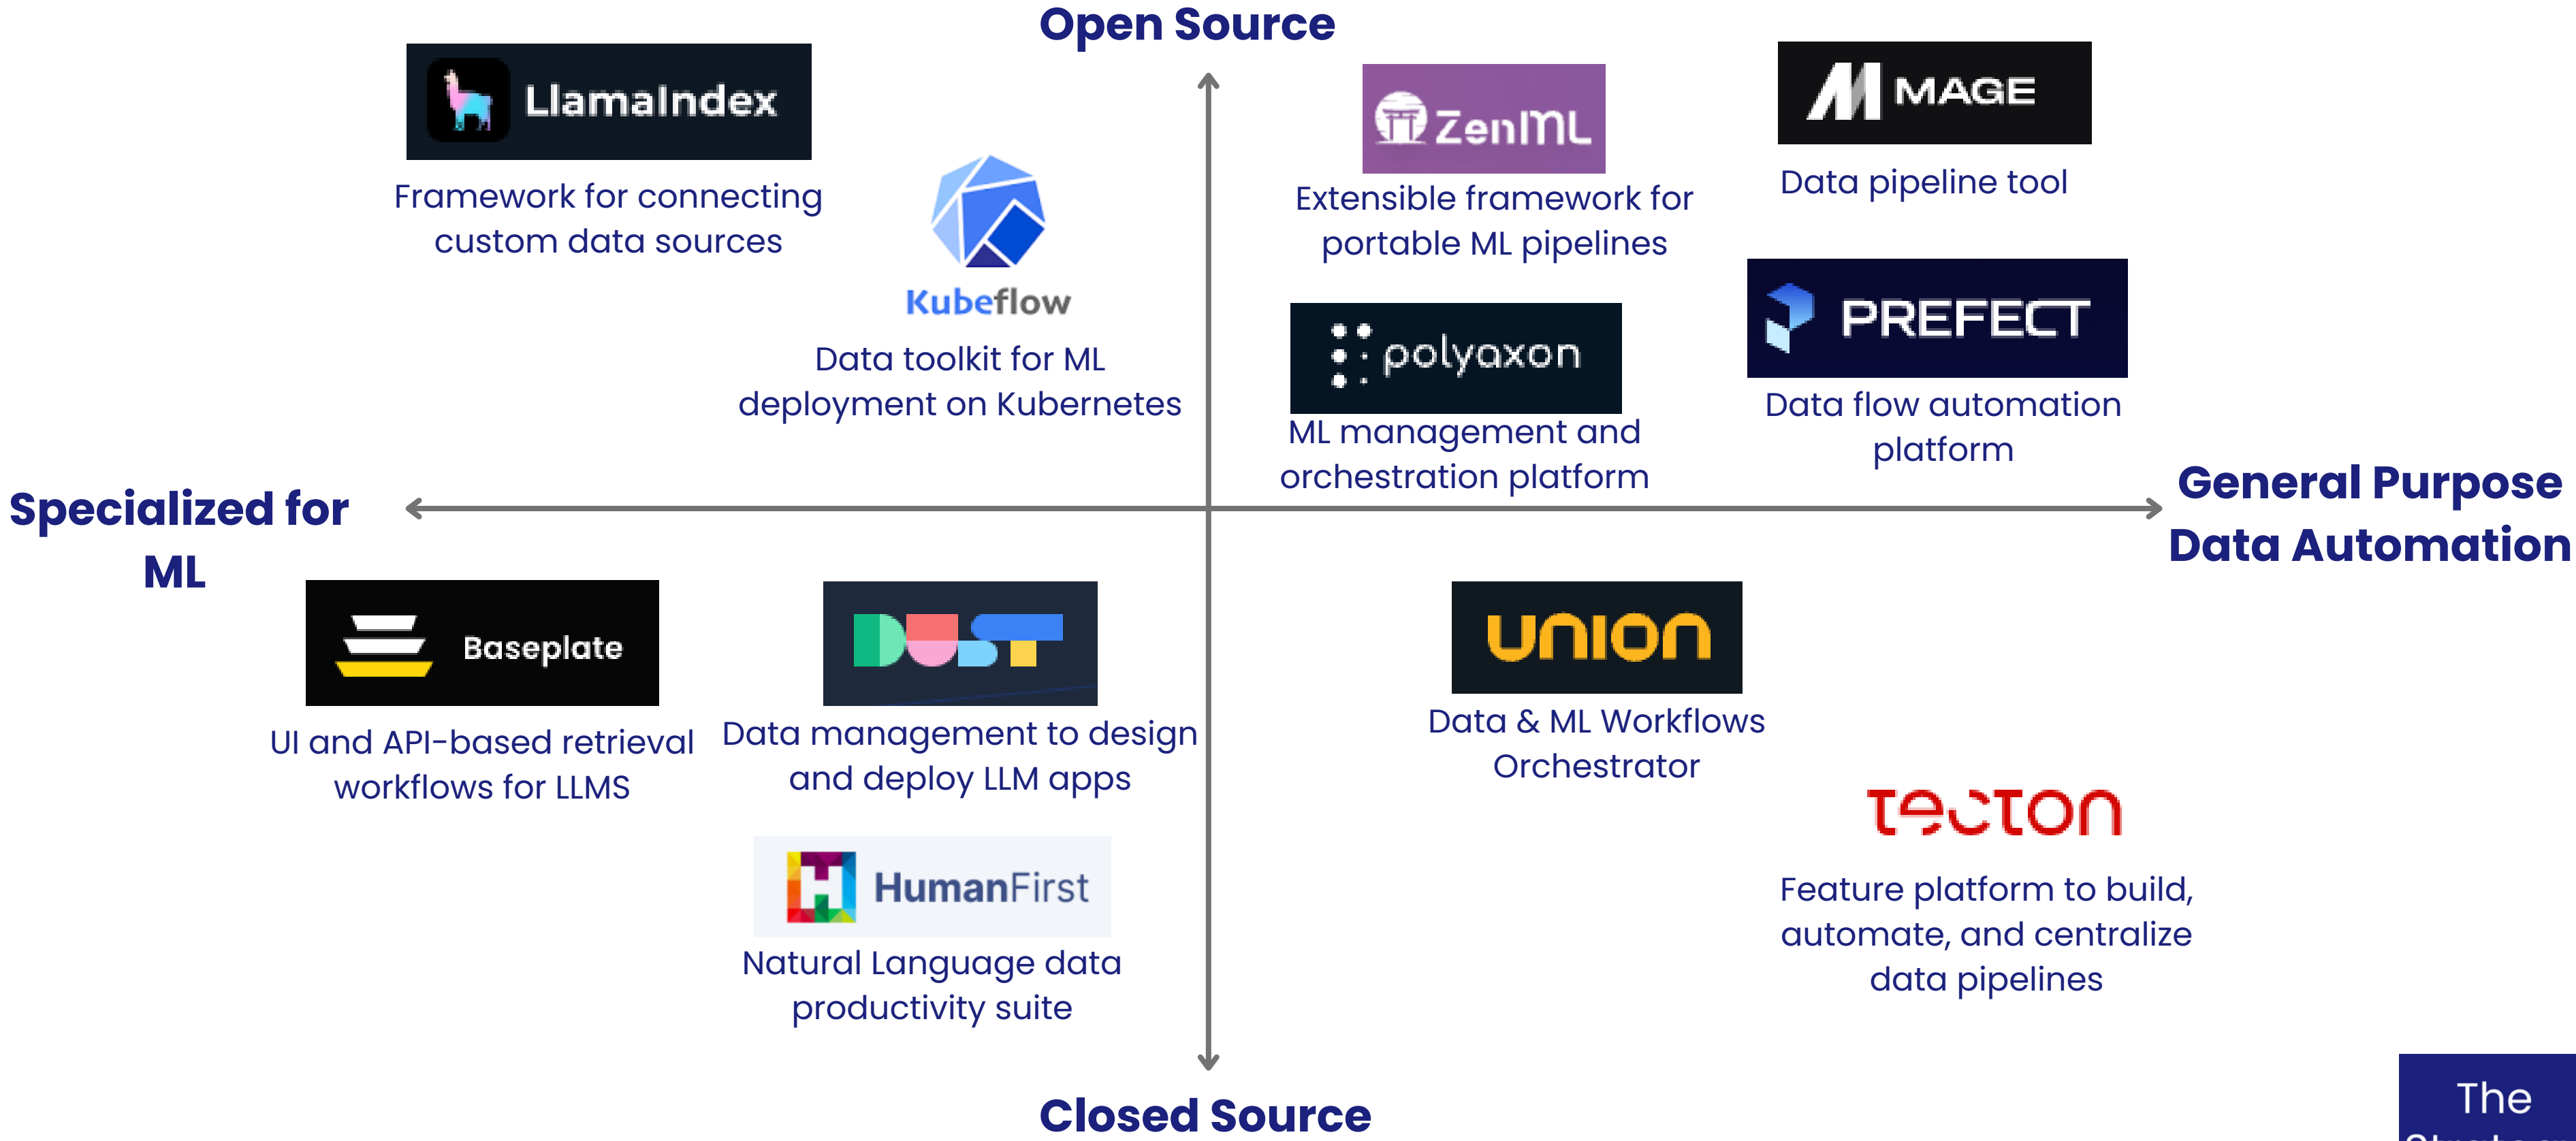 Open Source
LlamaIndex
Framework for connecting
custom data sources
Kubeflow
Data toolkit for ML
deployment on Kubernetes
ZenML
Extensible framework for
portable ML pipelines
MAGE
Data pipeline tool
polyaxon
ML management and
orchestration platform
PREFECT
Data flow automation
platform
Specialized for
ML
General Purpose
Data Automation
Baseplate
UI and API-based retrieval
workflows for LLMS
DUST
Data management to design
and deploy LLM apps
HumanFirst
Natural Language data
productivity suite
UNION
Data & ML Workflows
Orchestrator
TECTON
Feature platform to build,
automate, and centralize
data pipelines
Closed Source
The